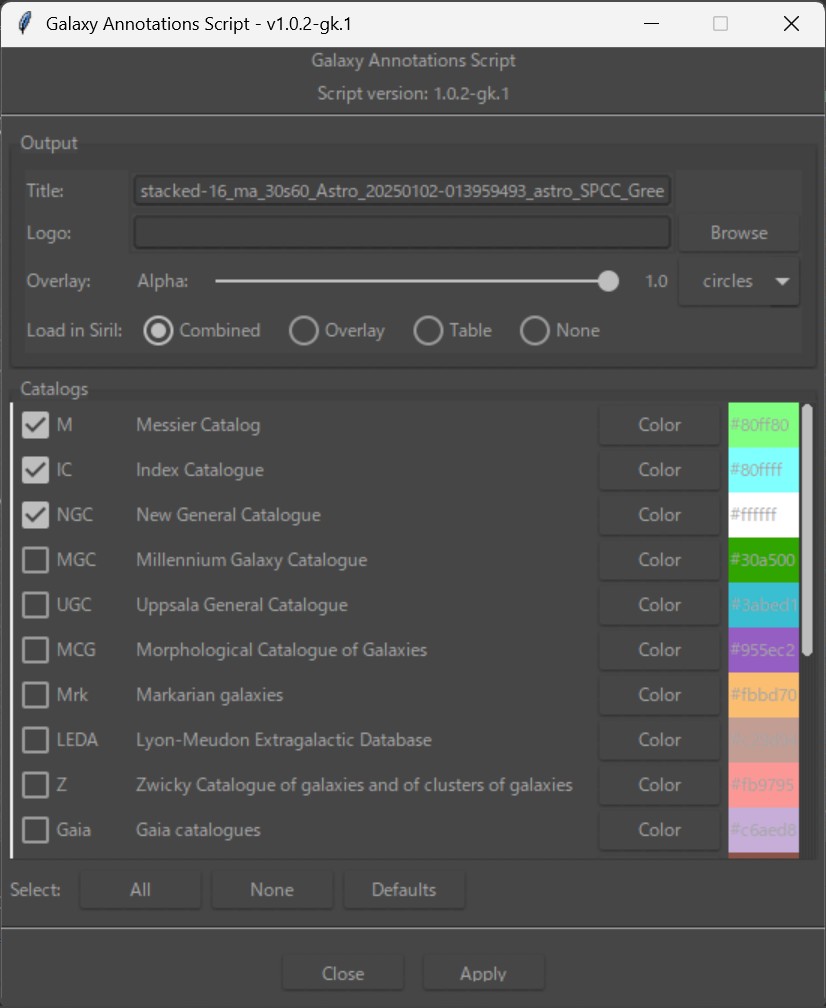 Galaxy Annotations Script - v1.0.2-gk.1
Galaxy Annotations Script
Script version: 1.0.2-gk.1
Output
Title: stacked-16_ma_30s60_Astro_20250102-013959493_astro_SPCC_Gree
Logo: Browse
Overlay: Alpha: 1.0 circles
Load in Siril: Combined Overlay Table None
Catalogs
M Messier Catalog Color #80ff80
IC Index Catalogue Color #80ffff
NGC New General Catalogue Color #ffffff
MGC Millennium Galaxy Catalogue Color #30a500
UGC Uppsala General Catalogue Color #3abed1
MCG Morphological Catalogue of Galaxies Color #955ec2
Mrk Markarian galaxies Color #fbbd70
LEDA Lyon-Meudon Extragalactic Database Color
Z Zwicky Catalogue of galaxies and of clusters of galaxies Color #fb9795
Gaia Gaia catalogues Color #c6aed8
Select: All None Defaults
Close Apply